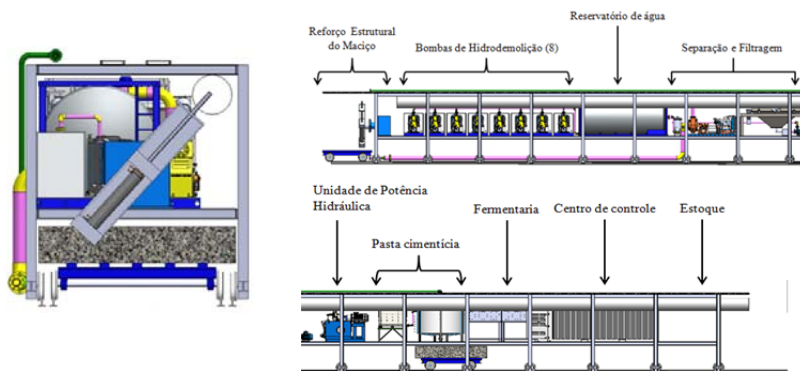 Reforço Estrutural
do Maciço
Bombas de Hidrodemolição (8)
Reservatório de água
Separação e Filtragem
Unidade de Potência
Hidráulica
Pasta cimentícia
Fermentaria
Centro de controle
Estoque